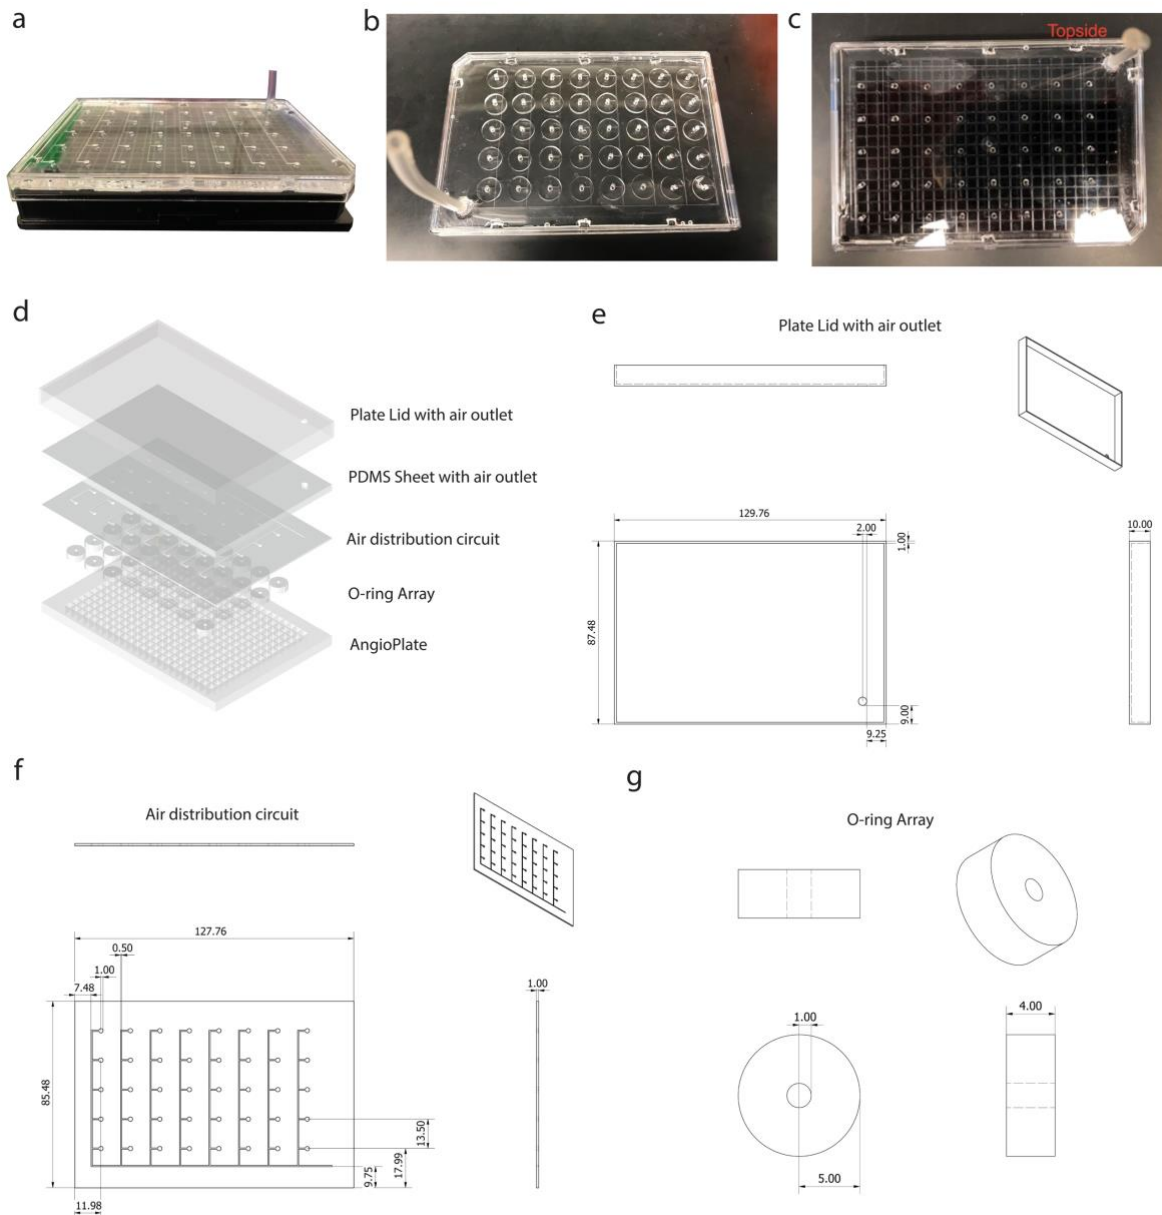 a
b
c
Topside
d
Plate Lid with air outlet
PDMS Sheet with air outlet
Air distribution circuit
O-ring Array
AngioPlate
e
Plate Lid with air outlet
129.76
2.00
1.00
10.00
87.48
9.00
9.25
f
Air distribution circuit
127.76
0.50
1.00
7.48
1.00
85.48
13.50
17.99
9.75
11.98
g
O-ring Array
1.00
4.00
5.00